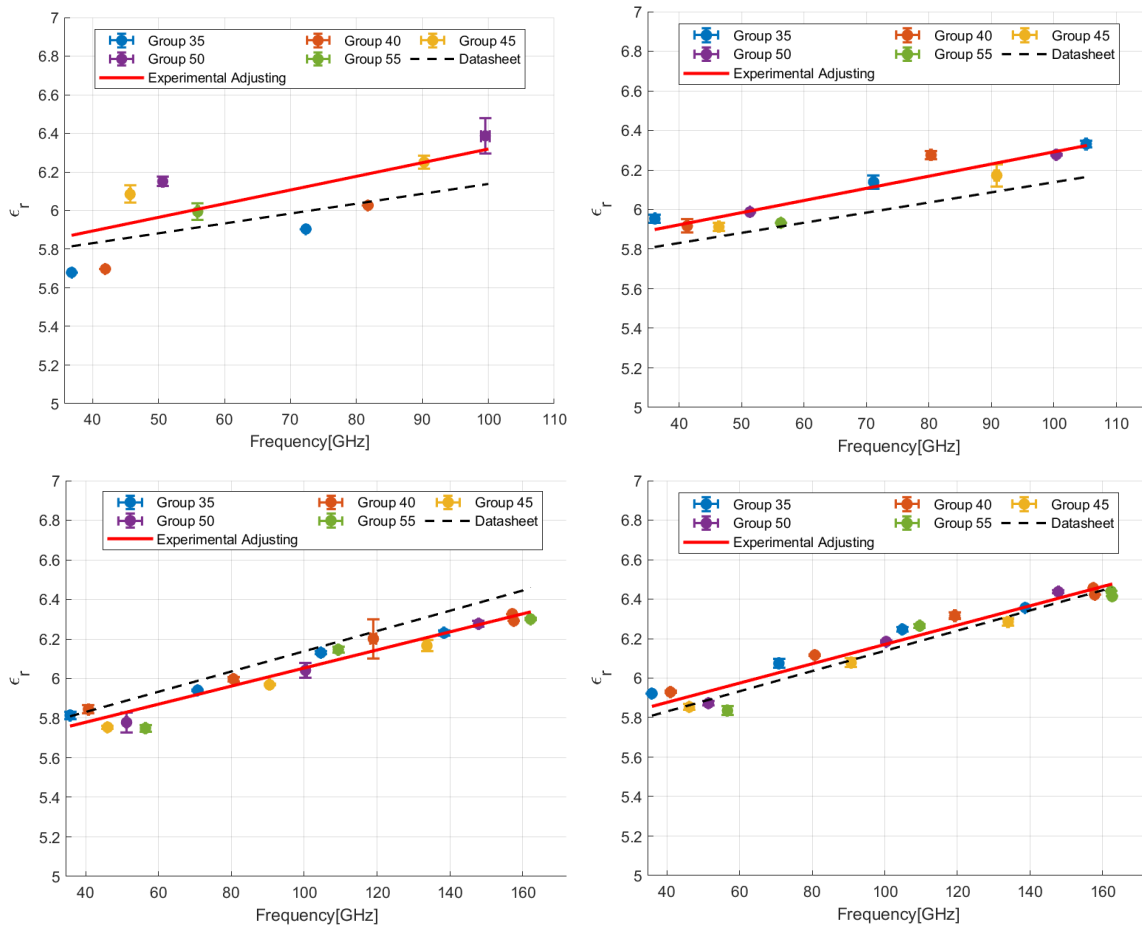 7
6.8
6.6
6.4
6.2
6
5.8
5.6
5.4
5.2
5
ϵr
Group 35 Group 40 Group 45
Group 50 Group 55 Datasheet
Experimental Adjusting
40 50 60 70 80 90 100 110
Frequency[GHz]
7
6.8
6.6
6.4
6.2
6
5.8
5.6
5.4
5.2
5
ϵr
Group 35 Group 40 Group 45
Group 50 Group 55 Datasheet
Experimental Adjusting
40 50 60 70 80 90 100 110
Frequency[GHz]
7
6.8
6.6
6.4
6.2
6
5.8
5.6
5.4
5.2
5
ϵr
Group 35 Group 40 Group 45
Group 50 Group 55 Datasheet
Experimental Adjusting
40 60 80 100 120 140 160
Frequency[GHz]
7
6.8
6.6
6.4
6.2
6
5.8
5.6
5.4
5.2
5
ϵr
Group 35 Group 40 Group 45
Group 50 Group 55 Datasheet
Experimental Adjusting
40 60 80 100 120 140 160
Frequency[GHz]